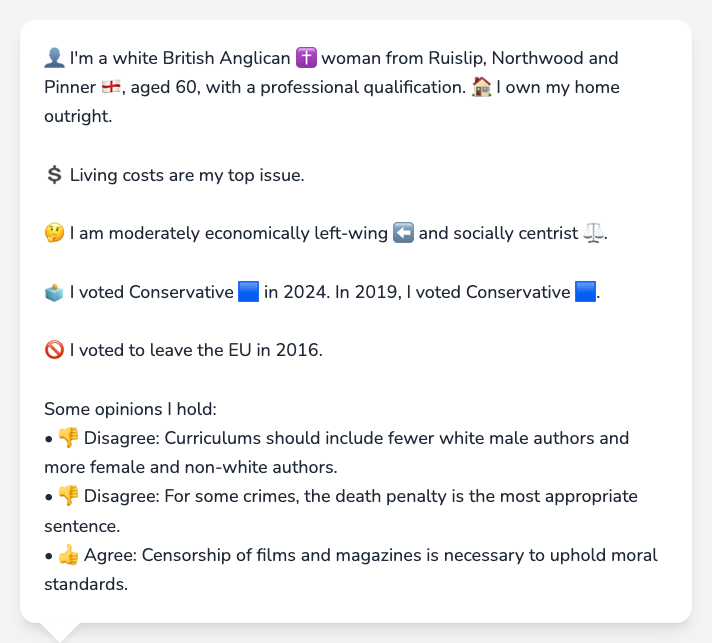 👤 I'm a white British Anglican ✝️ woman from Ruislip, Northwood and
Pinner 🏴󠁧󠁢󠁥󠁮󠁧󠁿, aged 60, with a professional qualification. 🏠 I own my home
outright.
💲 Living costs are my top issue.
🤔 I am moderately economically left-wing ⬅️ and socially centrist ⚖️.
🗳️ I voted Conservative 🟦 in 2024. In 2019, I voted Conservative 🟦.
🚫 I voted to leave the EU in 2016.
Some opinions I hold:
• 👎 Disagree: Curriculums should include fewer white male authors and
more female and non-white authors.
• 👎 Disagree: For some crimes, the death penalty is the most appropriate
sentence.
• 👍 Agree: Censorship of films and magazines is necessary to uphold moral
standards.